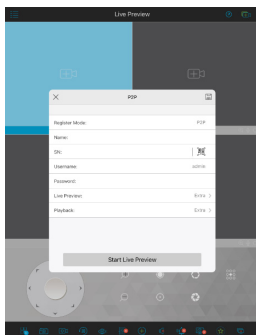 Live Preview
P2P
Register Mode: P2P
Name:
SN:
Username: admin
Password:
Live Preview: Extra >
Playback: Extra >
Start Live Preview